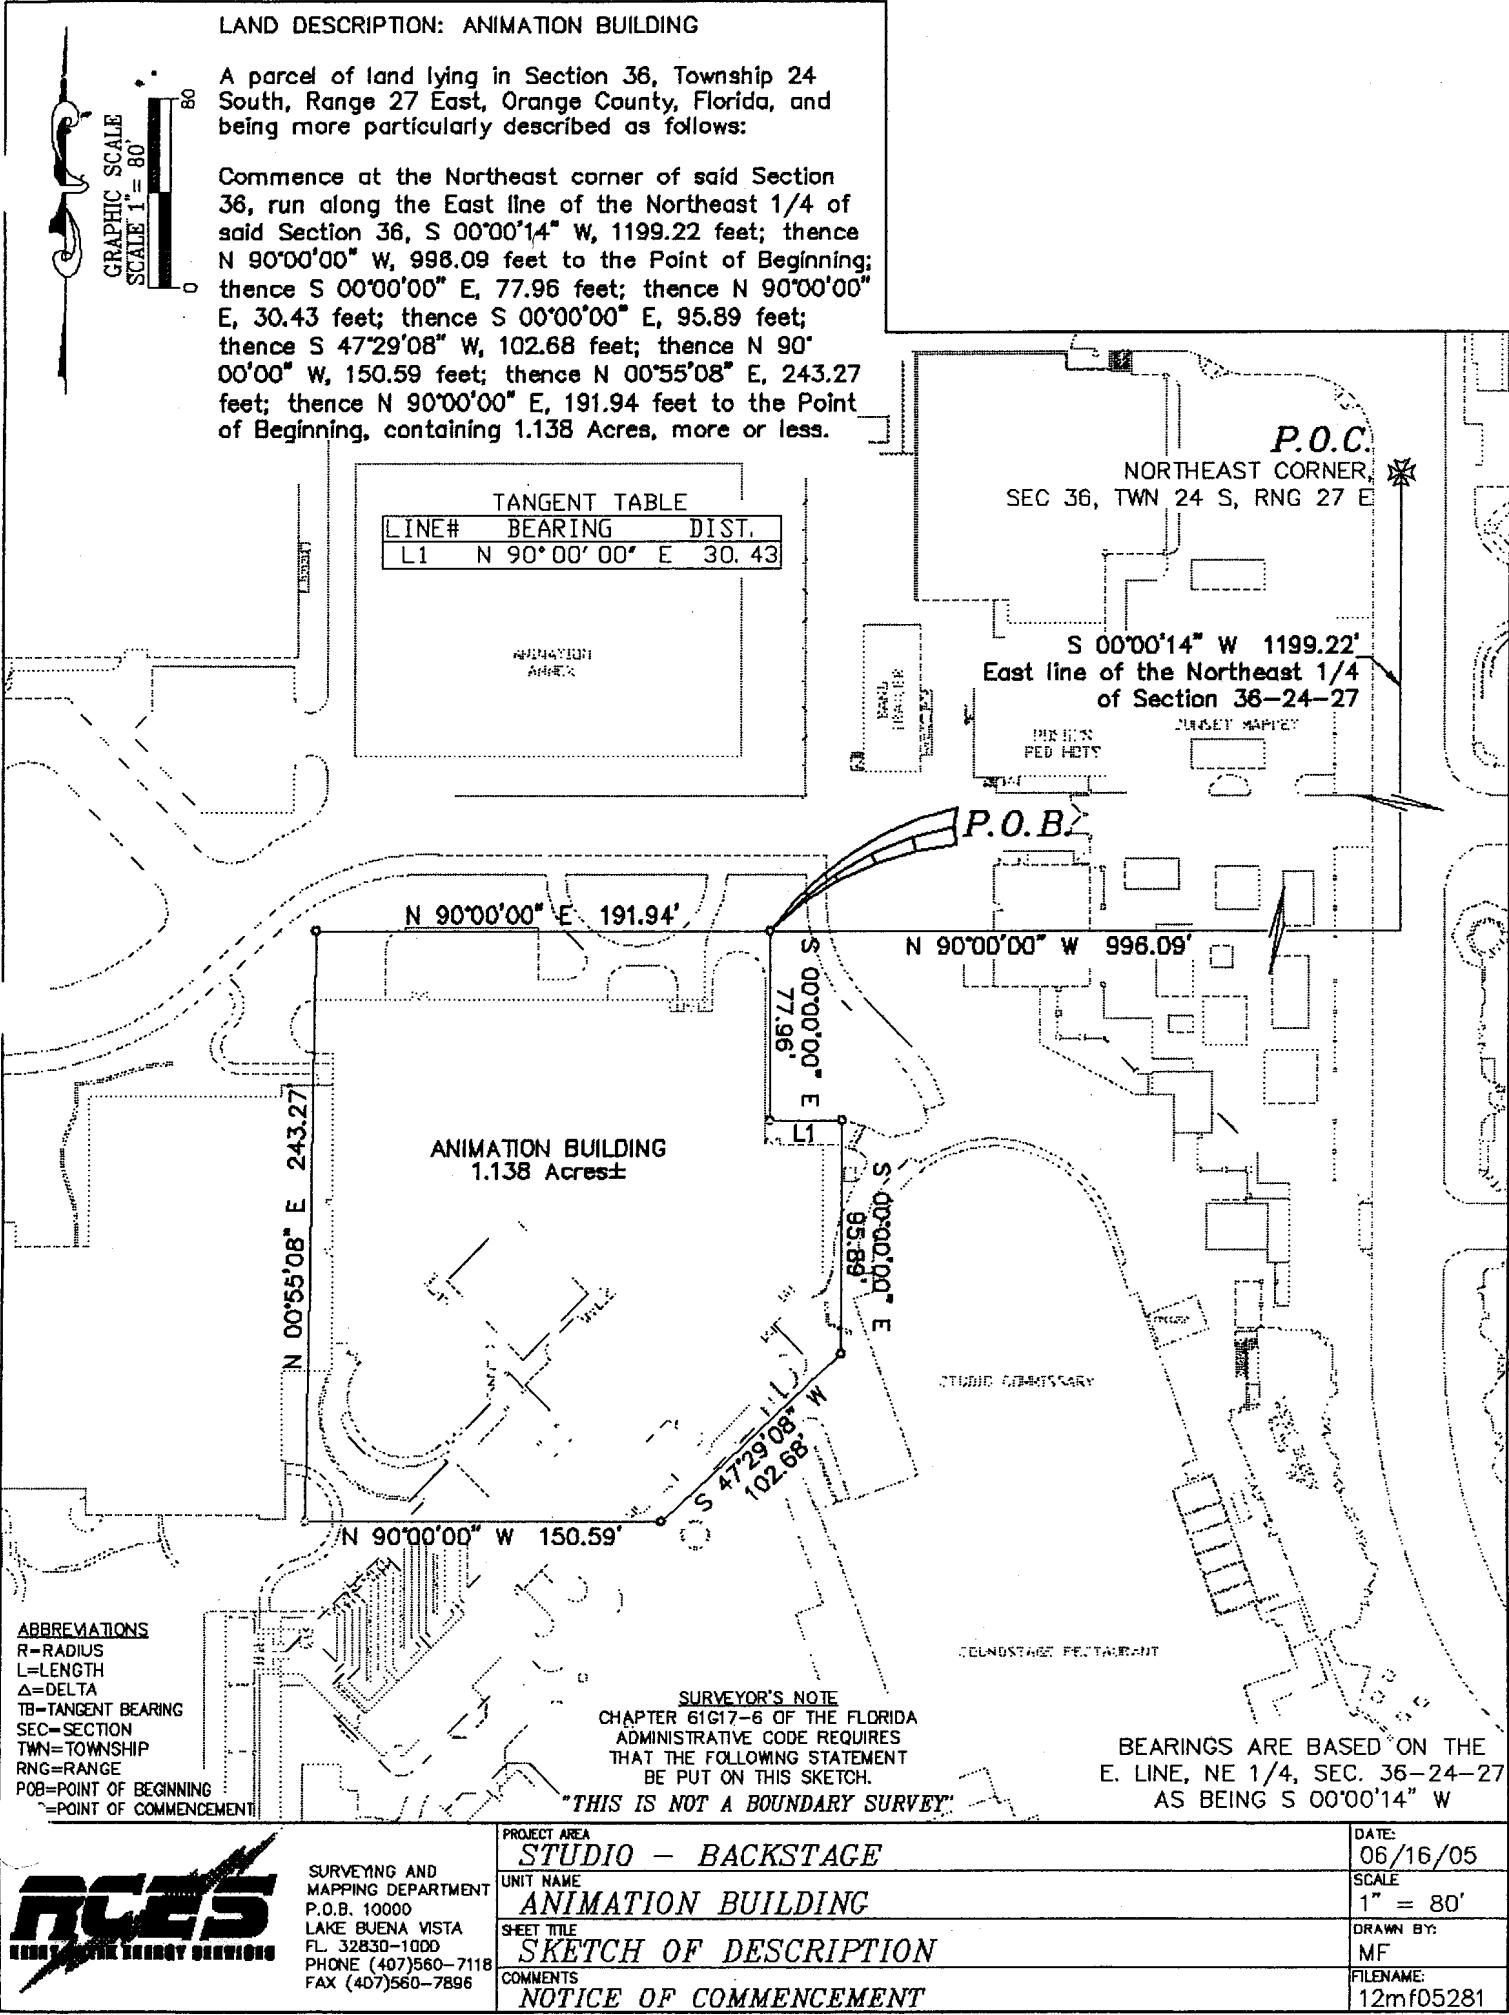 LAND DESCRIPTION: ANIMATION BUILDING
A parcel of land lying in Section 36, Township 24
South, Range 27 East, Orange County, Florida, and
being more particularly described as follows:
Commence at the Northeast corner of said Section
36, run along the East line of the Northeast 1/4 of
said Section 36, S 00°00'14" W, 1199.22 feet; thence
N 90°00'00" W, 996.09 feet to the Point of Beginning;
thence S 00°00'00" E, 77.96 feet; thence N 90°00'00"
E, 30.43 feet; thence S 00°00'00" E, 95.89 feet;
thence S 47°29'08" W, 102.68 feet; thence N 90°
00'00" W, 150.59 feet; thence N 00°55'08" E, 243.27
feet; thence N 90°00'00" E, 191.94 feet to the Point
of Beginning, containing 1.138 Acres, more or less.
GRAPHIC SCALE
SCALE 1"= 80'
0
80
TANGENT TABLE
LINE# BEARING DIST.
L1 N 90°00'00" E 30.43
P.O.C.
NORTHEAST CORNER,
SEC 36, TWN 24 S, RNG 27 E
S 00°00'14" W 1199.22'
East line of the Northeast 1/4
of Section 36-24-27
ANIMATION
ANNEX
SUNSET MARKET
RED HOTS
P.O.B.
N 90°00'00" E 191.94'
N 90°00'00" W 996.09'
S 00°00'00" E
77.96'
L1
N 00°55'08" E 243.27'
ANIMATION BUILDING
1.138 Acres±
S 00°00'00" E
95.89'
S 47°29'08" W
102.68'
N 90°00'00" W 150.59'
STUDIO COMMISSARY
SOUNDSTAGE RESTAURANT
ABBREVIATIONS
R=RADIUS
L=LENGTH
Δ=DELTA
TB=TANGENT BEARING
SEC=SECTION
TWN=TOWNSHIP
RNG=RANGE
POB=POINT OF BEGINNING
=POINT OF COMMENCEMENT
SURVEYOR'S NOTE
CHAPTER 61G17-6 OF THE FLORIDA
ADMINISTRATIVE CODE REQUIRES
THAT THE FOLLOWING STATEMENT
BE PUT ON THIS SKETCH.
"THIS IS NOT A BOUNDARY SURVEY"
BEARINGS ARE BASED ON THE
E. LINE, NE 1/4, SEC. 36-24-27
AS BEING S 00°00'14" W
RCES
ENERGY SERVICES
SURVEYING AND
MAPPING DEPARTMENT
P.O.B. 10000
LAKE BUENA VISTA
FL 32830-1000
PHONE (407)560-7118
FAX (407)560-7896
PROJECT AREA
STUDIO - BACKSTAGE
UNIT NAME
ANIMATION BUILDING
SHEET TITLE
SKETCH OF DESCRIPTION
COMMENTS
NOTICE OF COMMENCEMENT
DATE:
06/16/05
SCALE
1" = 80'
DRAWN BY:
MF
FILENAME:
12mf05281